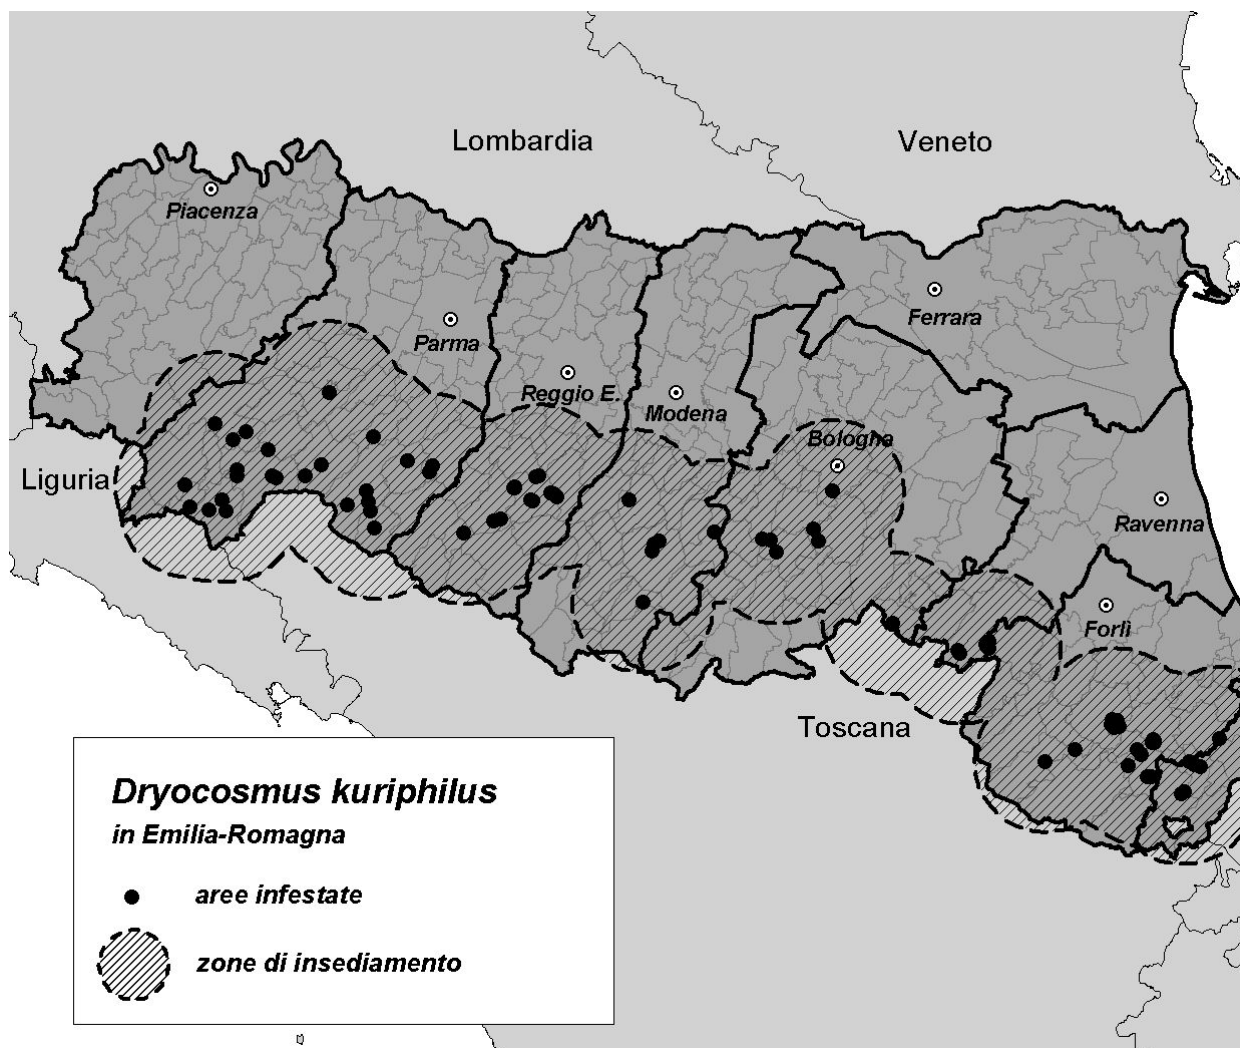 Lombardia
Veneto
Piacenza
Ferrara
Parma
Reggio E.
Modena
Bologna
Liguria
Ravenna
Forlì
Toscana
Dryocosmus kuriphilus
in Emilia-Romagna
aree infestate
zone di insediamento